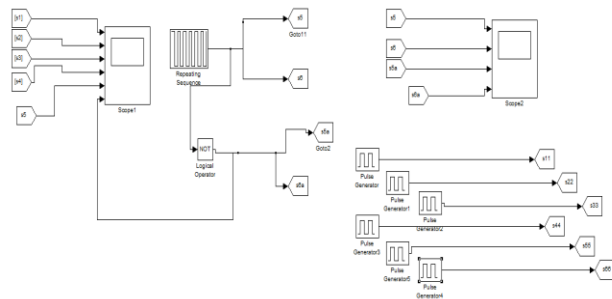 [s1]
[s2]
[s3]
[s4]
s5
Scope1
Repeating
Sequence
s5
Goto11
s6
NOT
Logical
Operator
s5a
Goto2
s6a
s5
s6
s5a
s6a
Scope2
Pulse
Generator
s11
Pulse
Generator1
s22
Pulse
Generator2
s33
Pulse
Generator3
s44
Pulse
Generator5
s55
Pulse
Generator4
s66